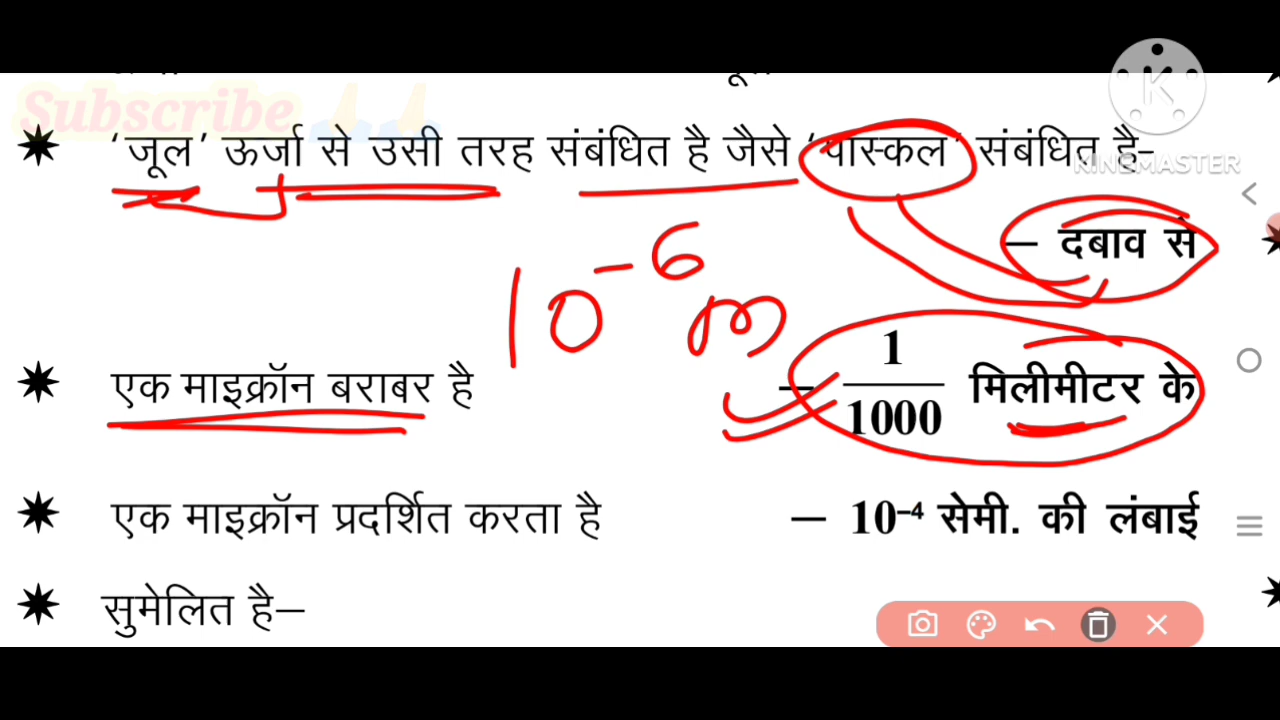 Subscribe
K
KINEMASTER
'जूल' ऊर्जा से उसी तरह संबंधित है जैसे 'पास्कल' संबंधित है-
– दबाव से
10-6 m
एक माइक्रॉन बराबर है – 1/1000 मिलीमीटर के
एक माइक्रॉन प्रदर्शित करता है – 10–4 सेमी. की लंबाई
सुमेलित है–